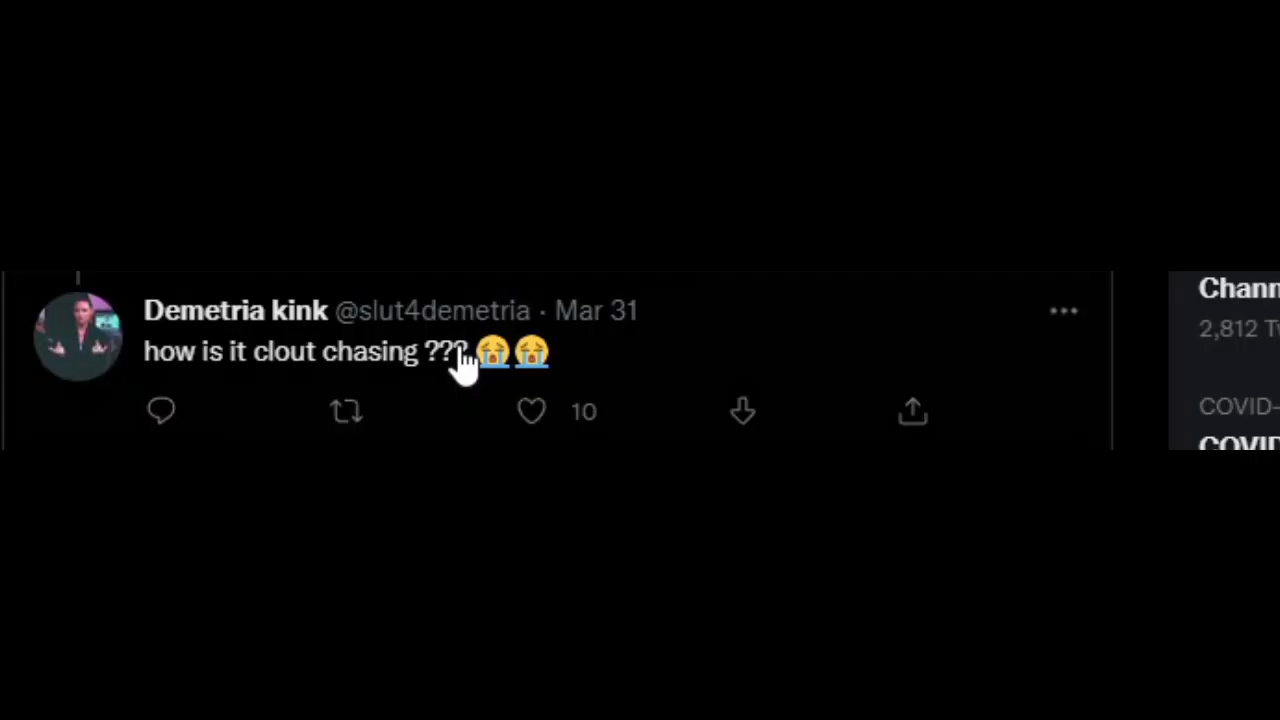 Demetria kink @slut4demetria · Mar 31
how is it clout chasing ??? 😭😭
10
Chann
2,812 T
COVID-
COVID